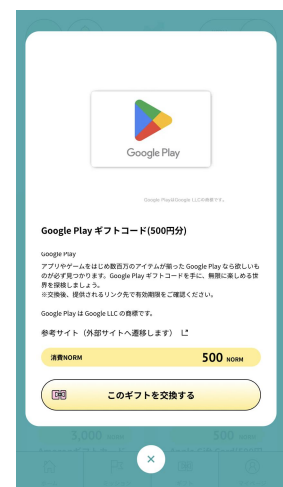 Google Play
Google PlayはGoogle LLCの商標です。
Google Play ギフトコード(500円分)
Google Play
アプリやゲームをはじめ数百万のアイテムが揃った Google Play なら欲しいも
のが必ず見つかります。Google Play ギフトコードを手に、無限に楽しめる世
界を探検しましょう。
※交換後、提供されるリンク先で有効期限をご確認ください。
Google Play は Google LLC の商標です。
参考サイト（外部サイトへ遷移します）
消費NORM 500 NORM
このギフトを交換する
3,000 NORM 500 NORM